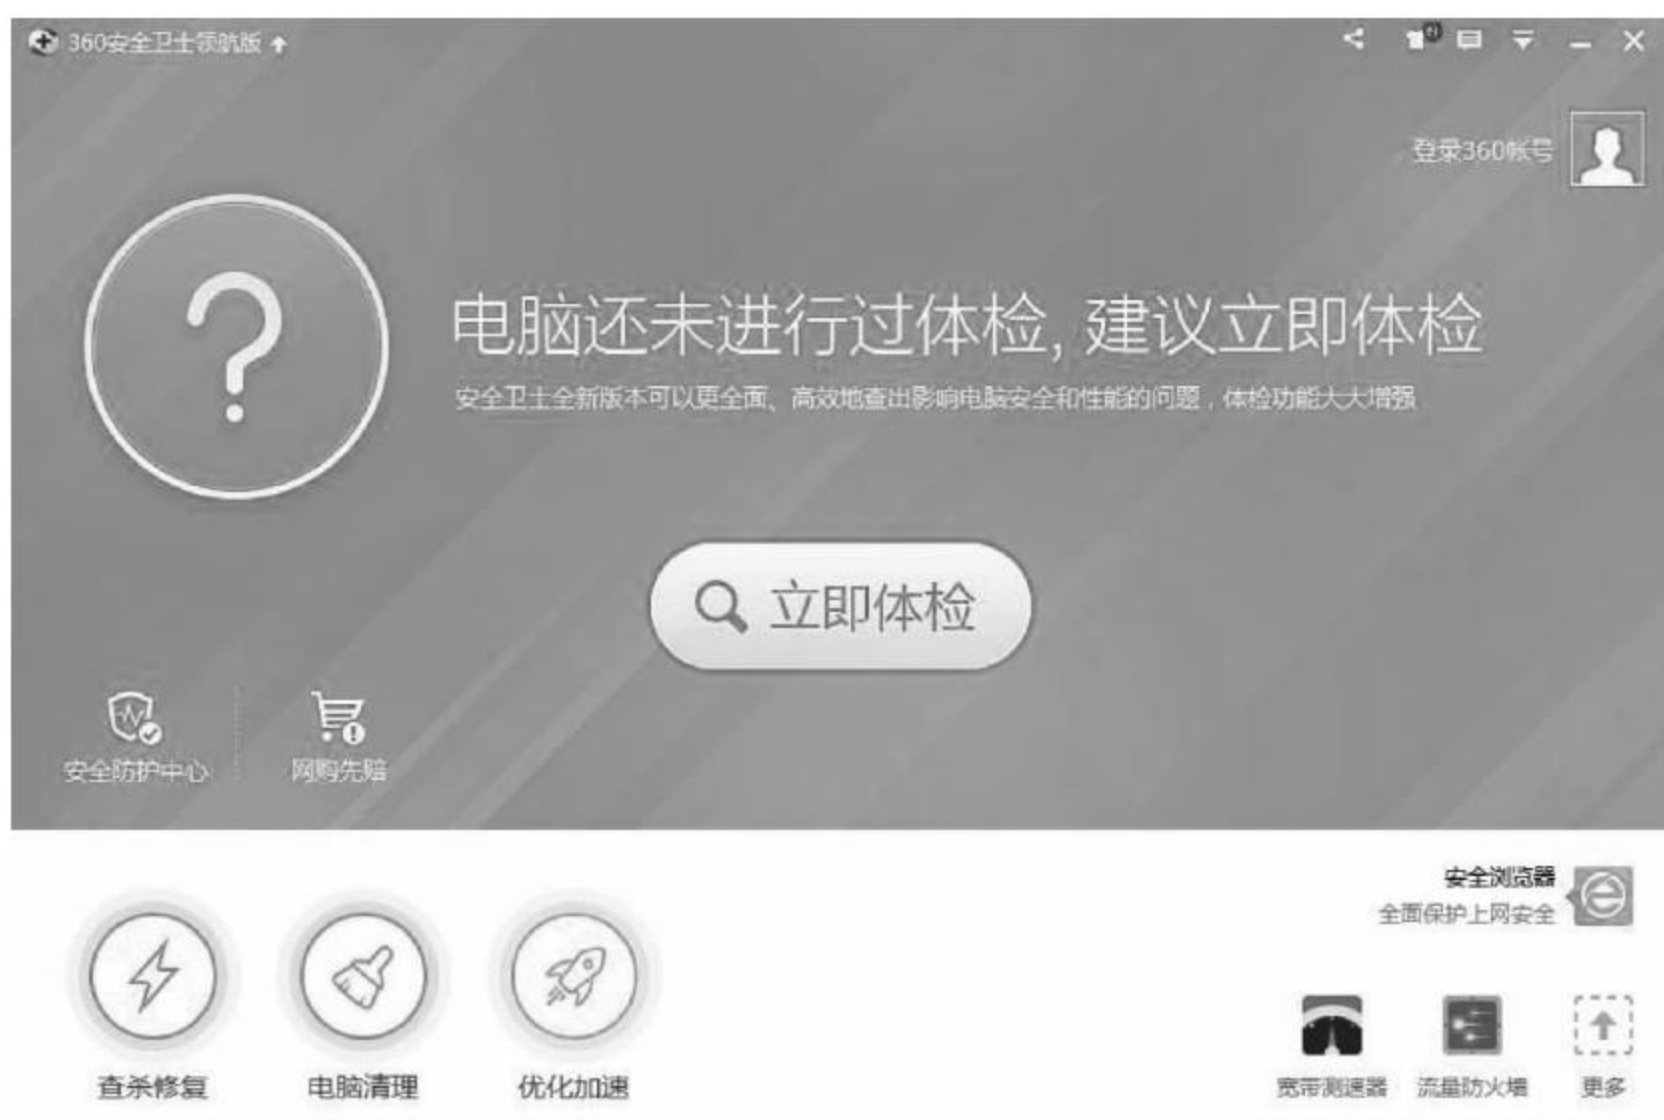 360安全卫士领航版
登录360帐号
电脑还未进行过体检, 建议立即体检
安全卫士全新版本可以更全面、高效地查出影响电脑安全和性能的问题，体检功能大大增强
立即体检
安全防护中心
网购先赔
安全浏览器
全面保护上网安全
查杀修复
电脑清理
优化加速
宽带测速器
流量防火墙
更多